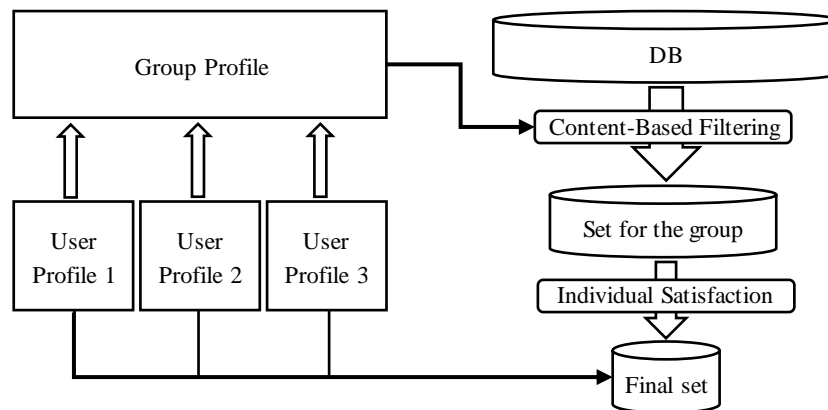 Group Profile
DB
Content-Based Filtering
User
Profile 1
User
Profile 2
User
Profile 3
Set for the group
Individual Satisfaction
Final set